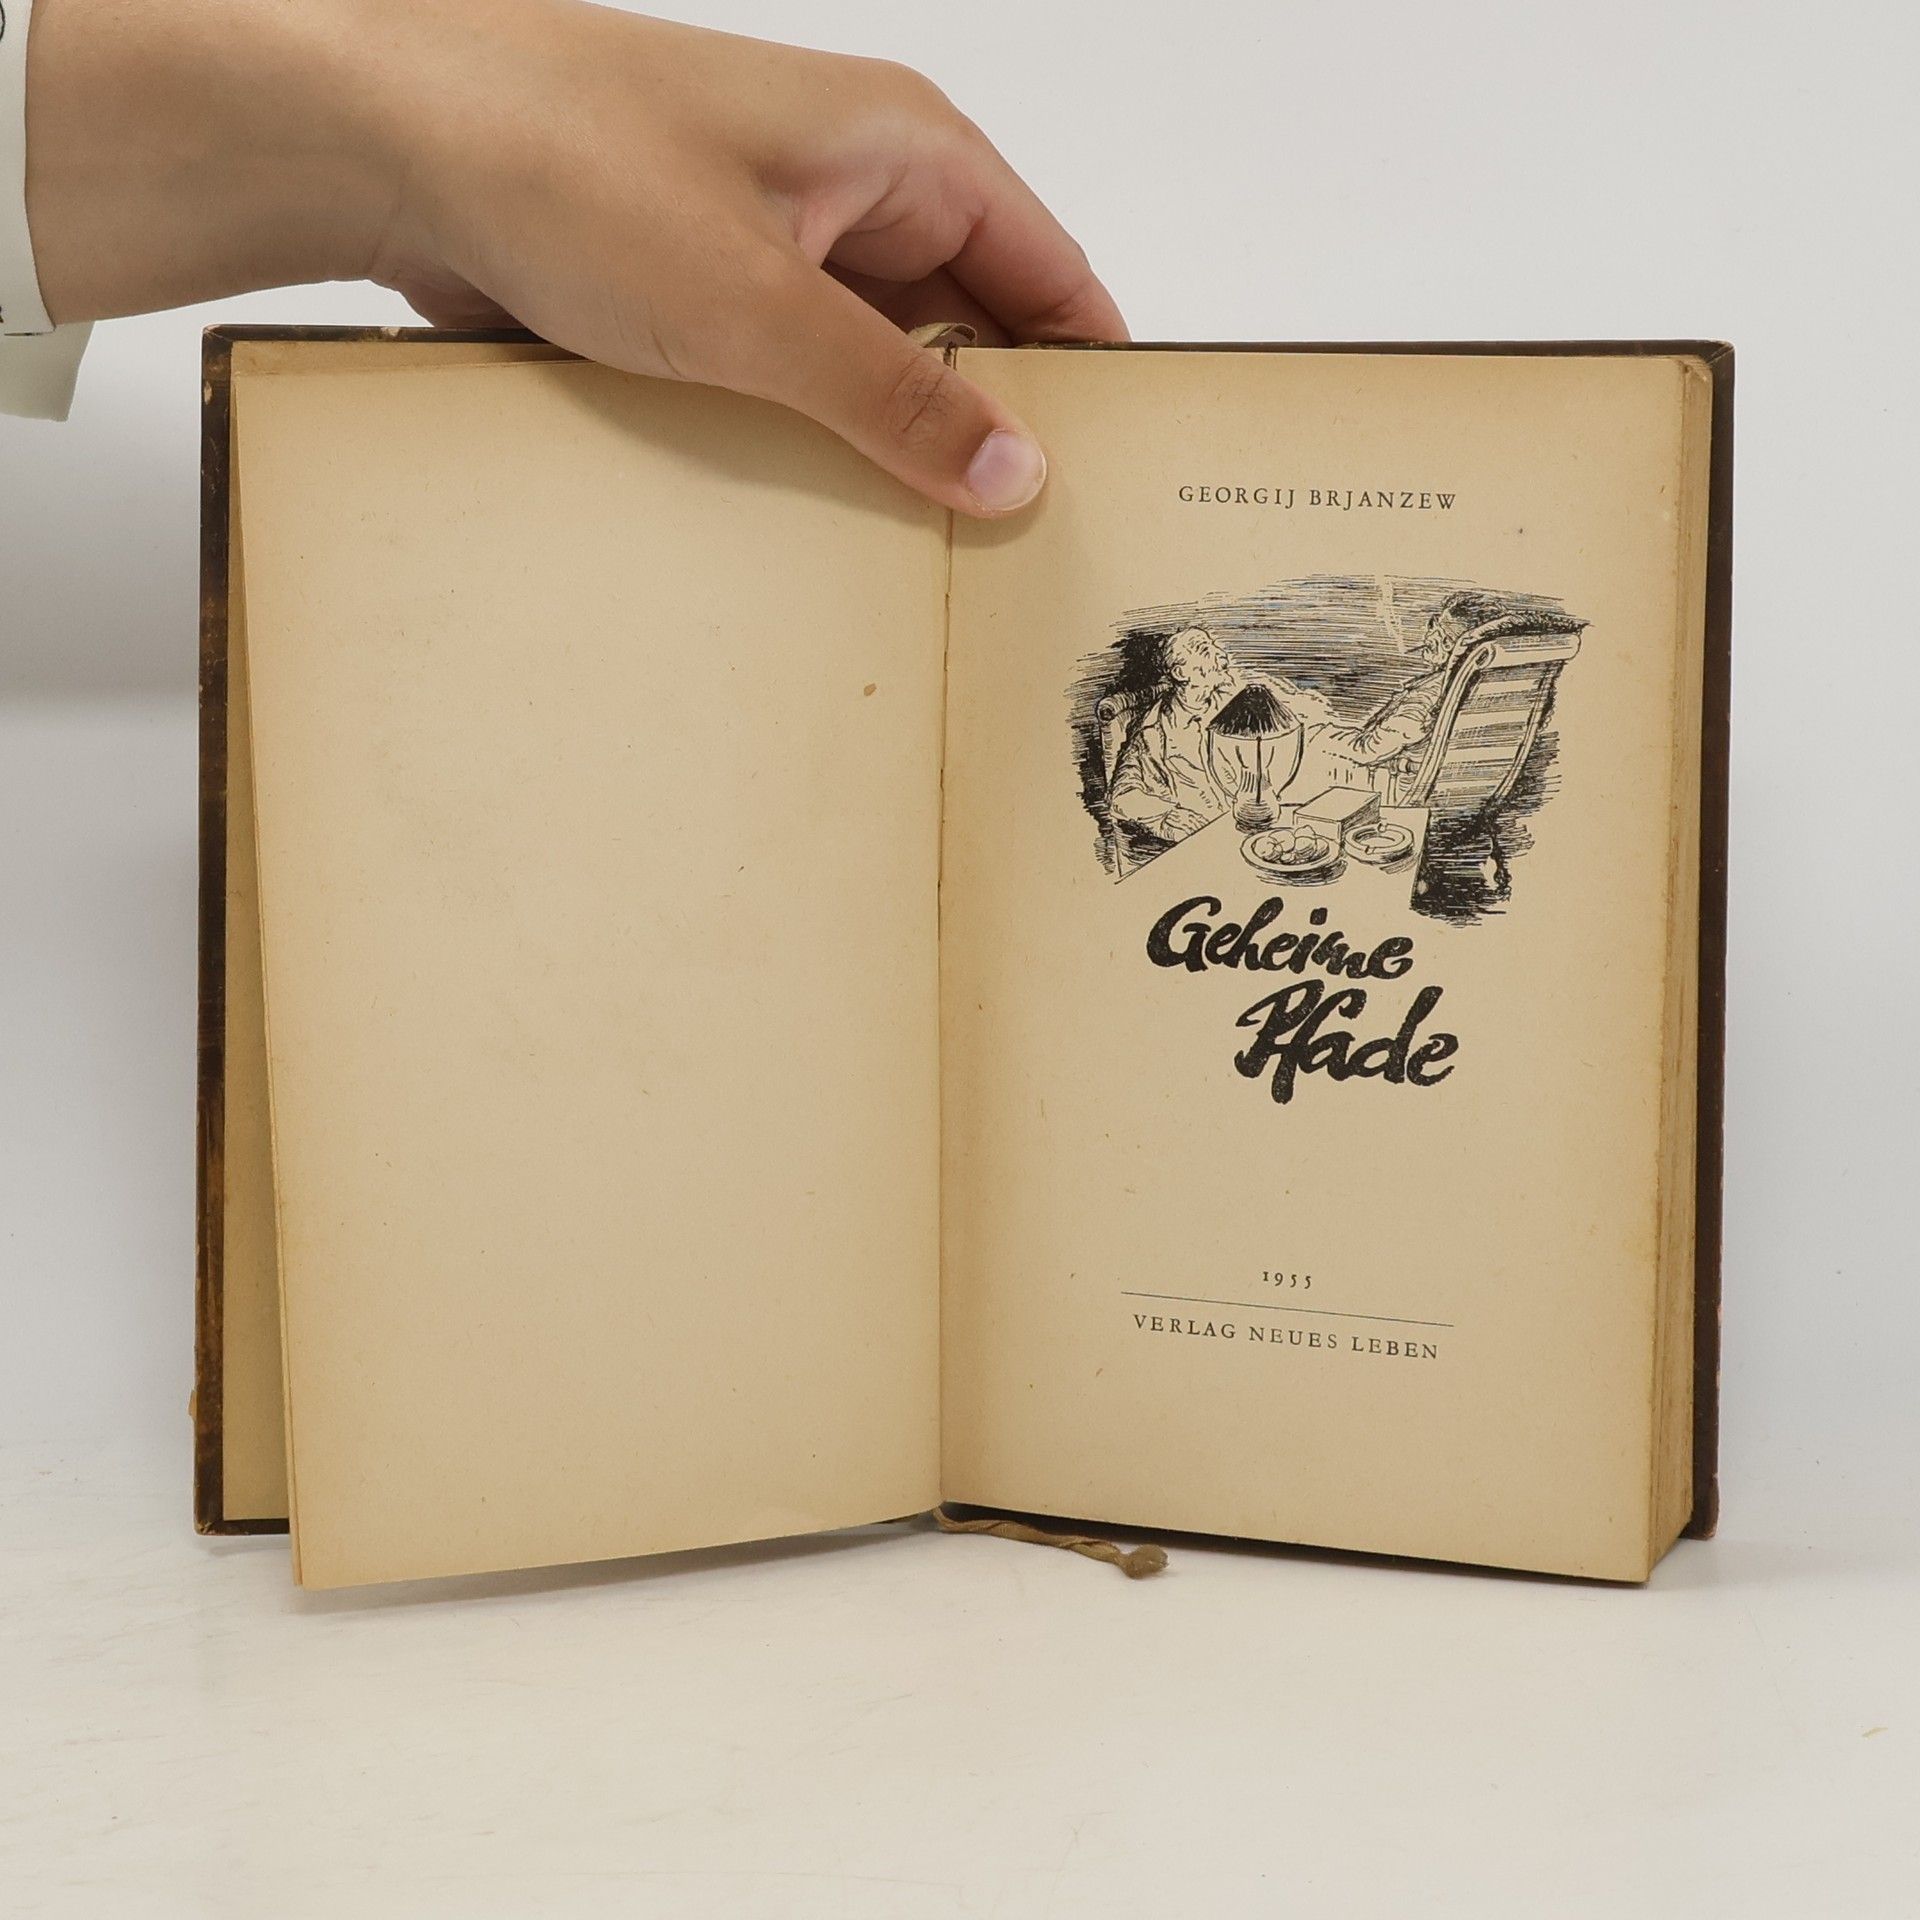 GEORGIJ BRJANZEW
Geheime
Pfade
1955
VERLAG NEUES LEBEN